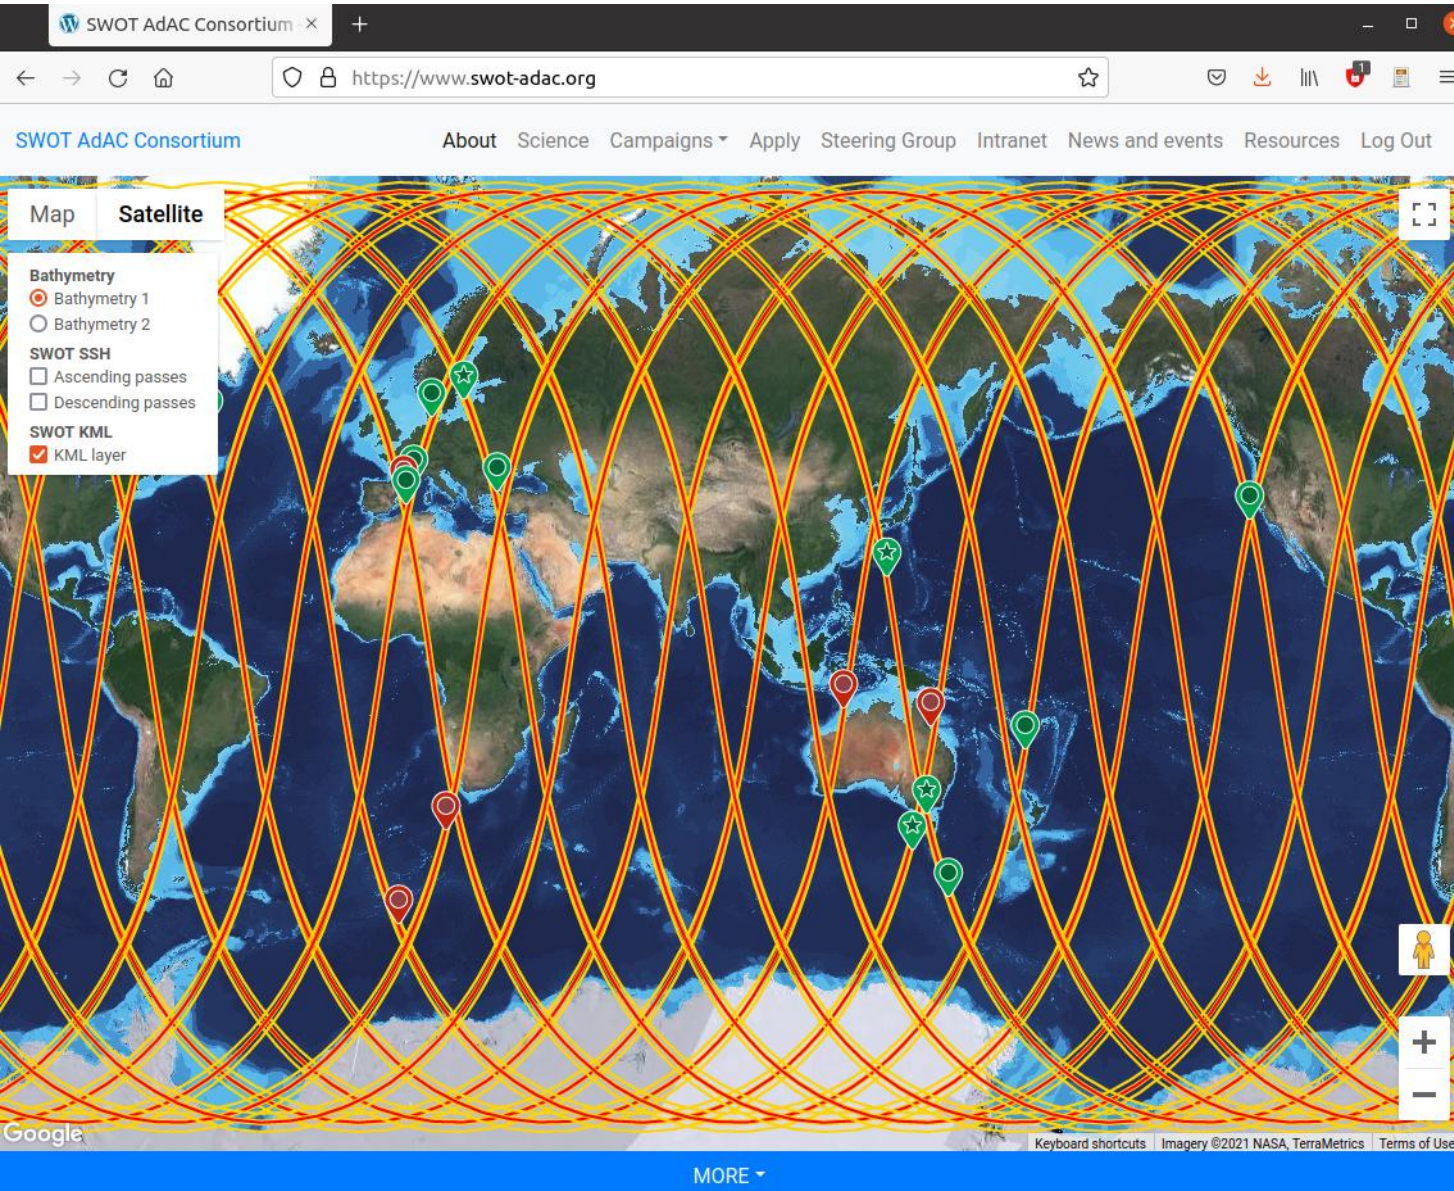 SWOT AdAC Consortium
https://www.swot-adac.org
1
SWOT AdAC Consortium About Science Campaigns Apply Steering Group Intranet News and events Resources Log Out
Map Satellite
Bathymetry
Bathymetry 1
Bathymetry 2
SWOT SSH
Ascending passes
Descending passes
SWOT KML
KML layer
Google
Keyboard shortcuts Imagery ©2021 NASA, TerraMetrics Terms of Use
MORE